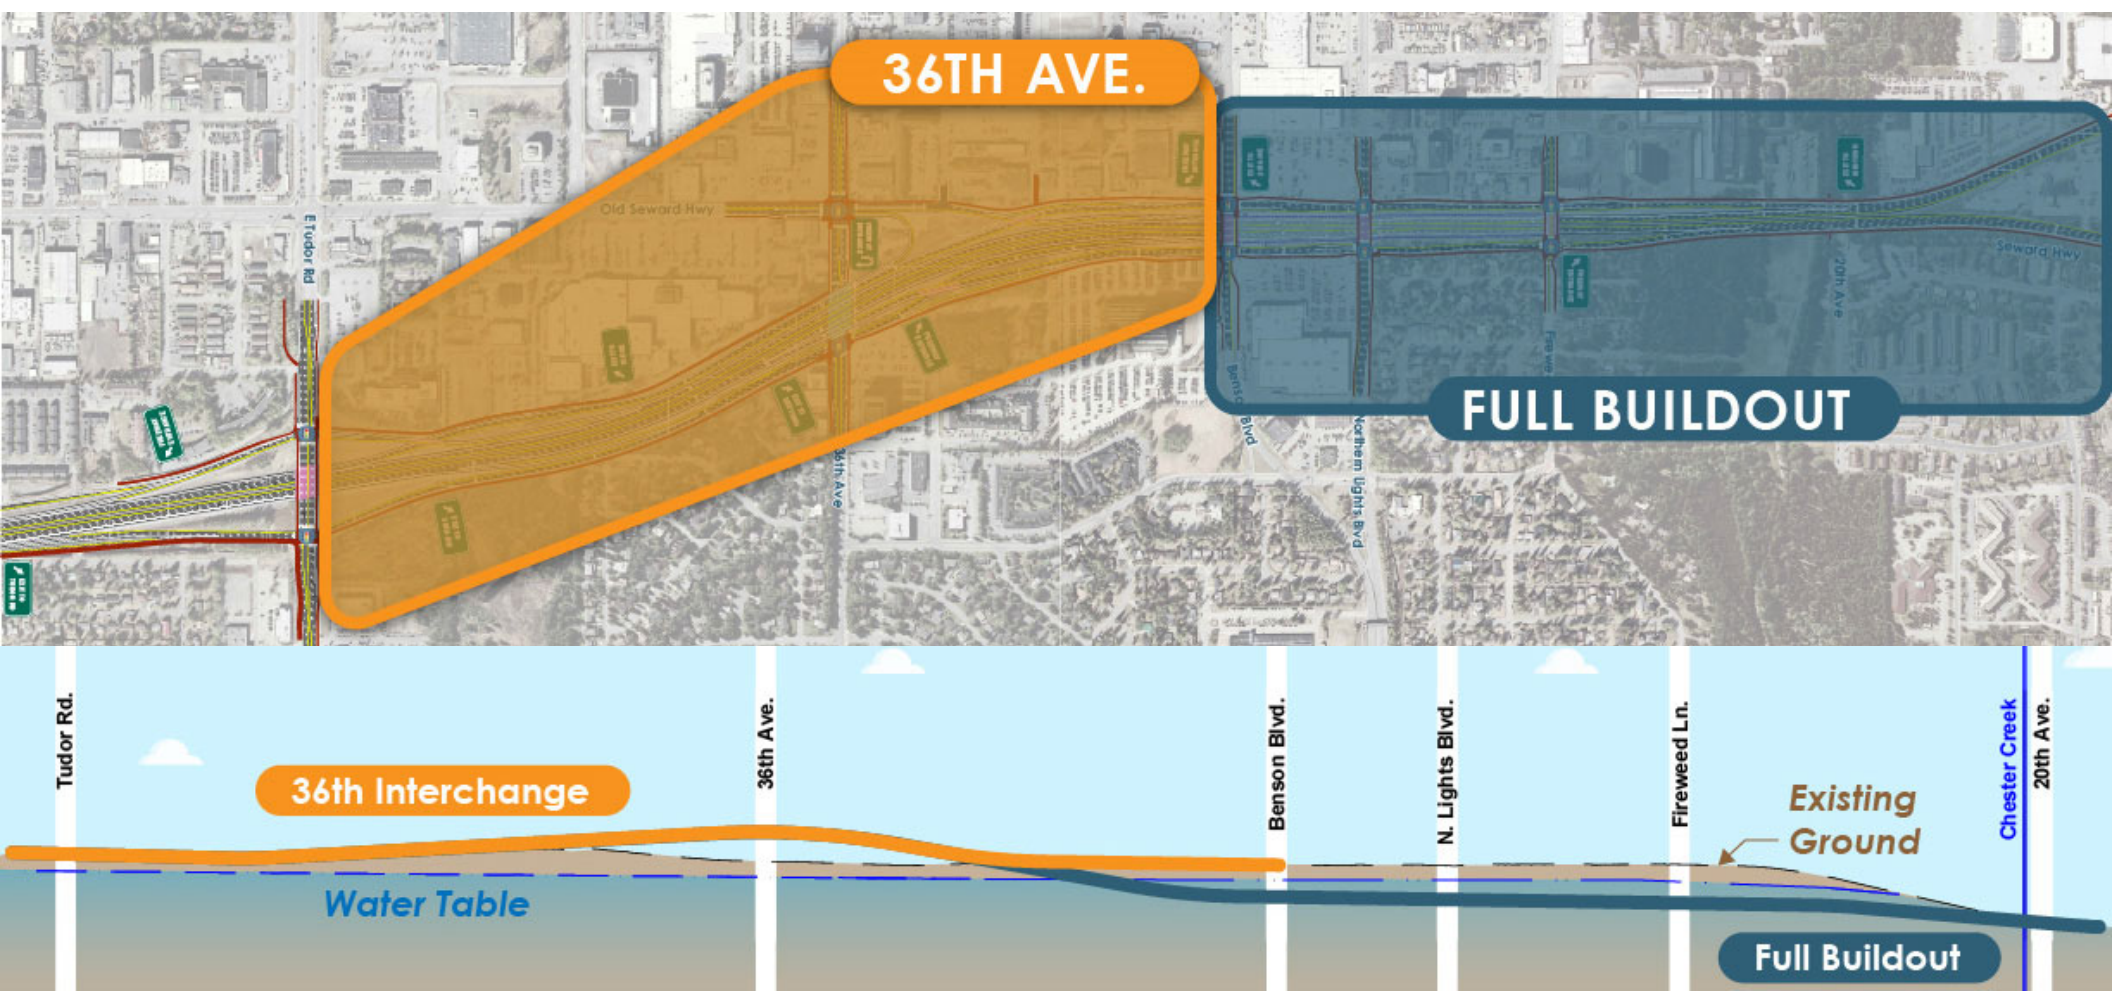 36TH AVE.
Old Seward Hwy
E Tudor Rd
Seward Hwy
20th Ave
FULL BUILDOUT
Blvd
Northern Lights Blvd
36th Ave
Tudor Rd.
36th Ave.
Benson Blvd.
N. Lights Blvd.
Fireweed Ln.
Chester Creek
20th Ave.
36th Interchange
Existing
Ground
Water Table
Full Buildout